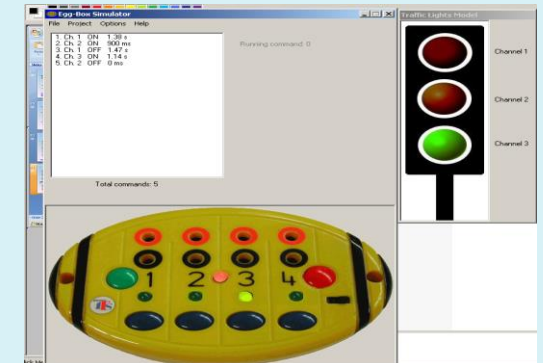 Egg-Box Simulator
File Project Options Help
1. Ch. 1 ON 1.38 s
2. Ch. 2 ON 900 ms
3. Ch. 1 OFF 1.47 s
4. Ch. 3 ON 1.14 s
5. Ch. 2 OFF 0 ms
Running command: 0
Total commands: 5
Traffic Lights Model
Channel 1
Channel 2
Channel 3
1 2 3 4